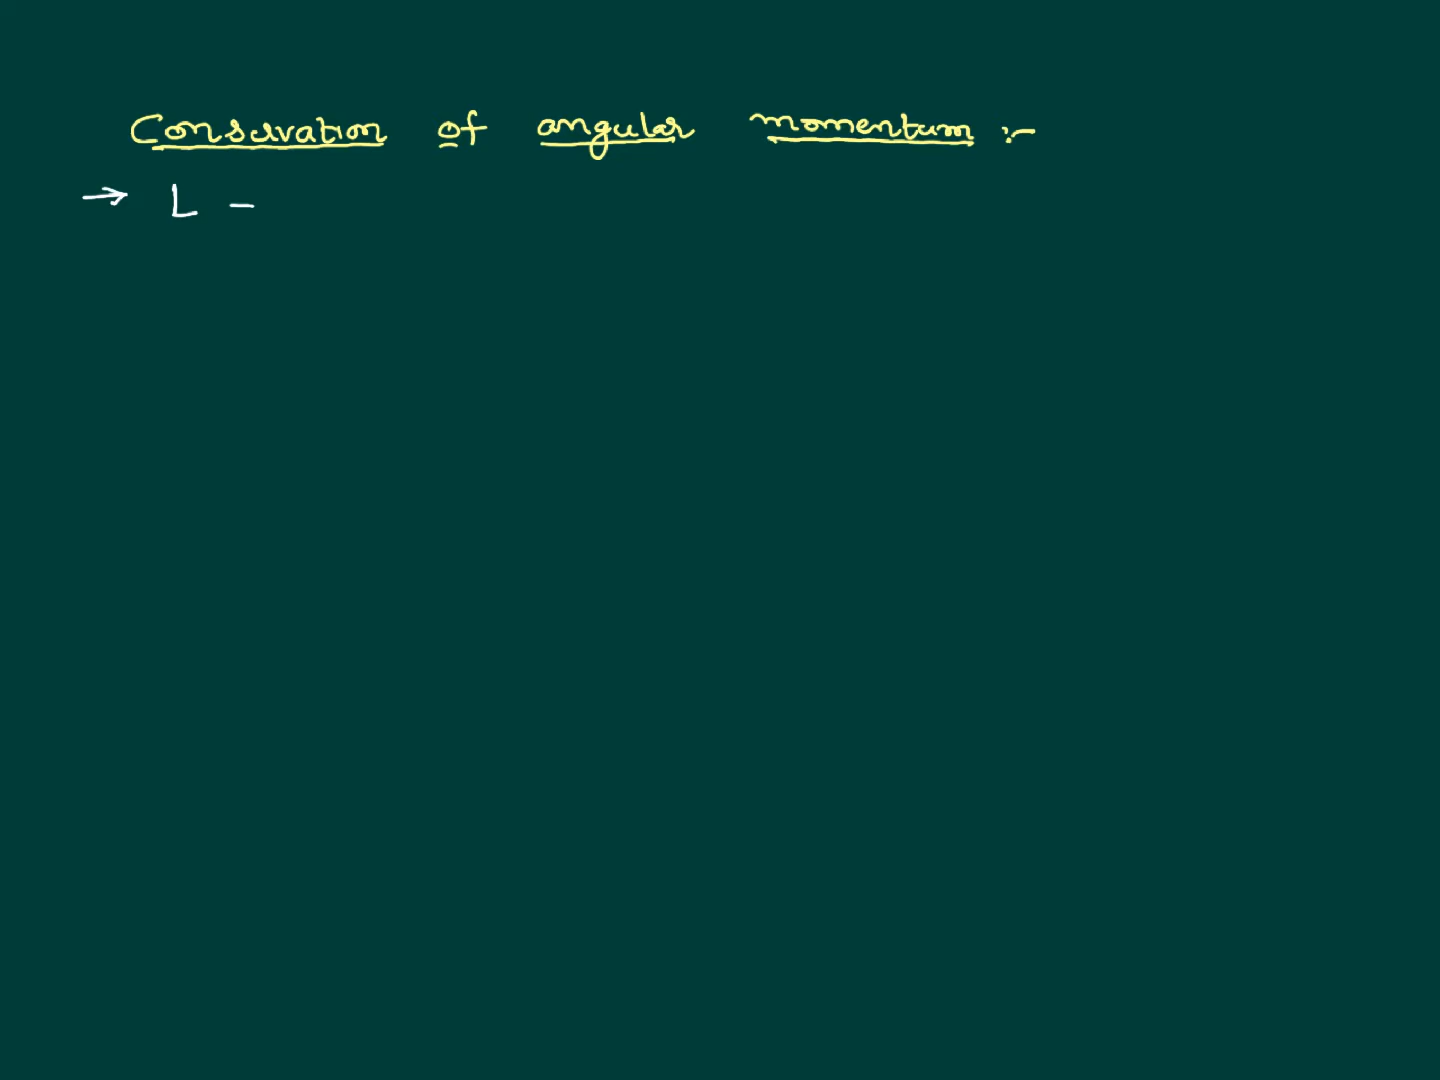 Conservation of angular momentum :-
→ L -